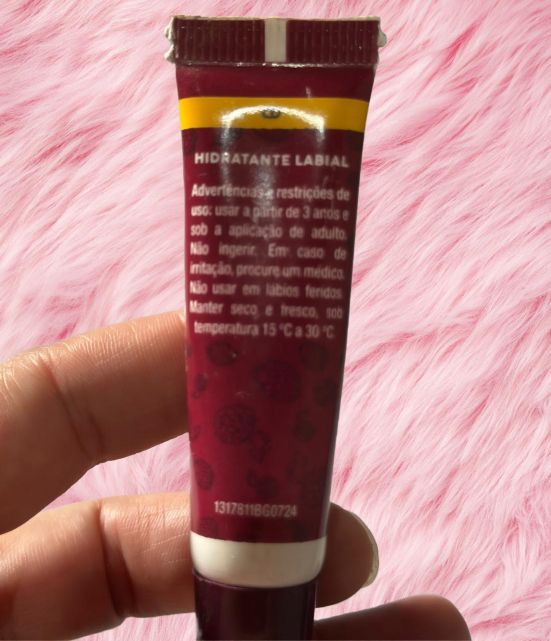 HIDRATANTE LABIAL
Advertências e restrições de
uso: usar a partir de 3 anos e
sob a aplicação de adulto.
Não ingerir. Em caso de
irritação, procure um médico.
Não usar em lábios feridos.
Manter seco e fresco, sob
temperatura 15 °C a 30 °C
1317811BG0724